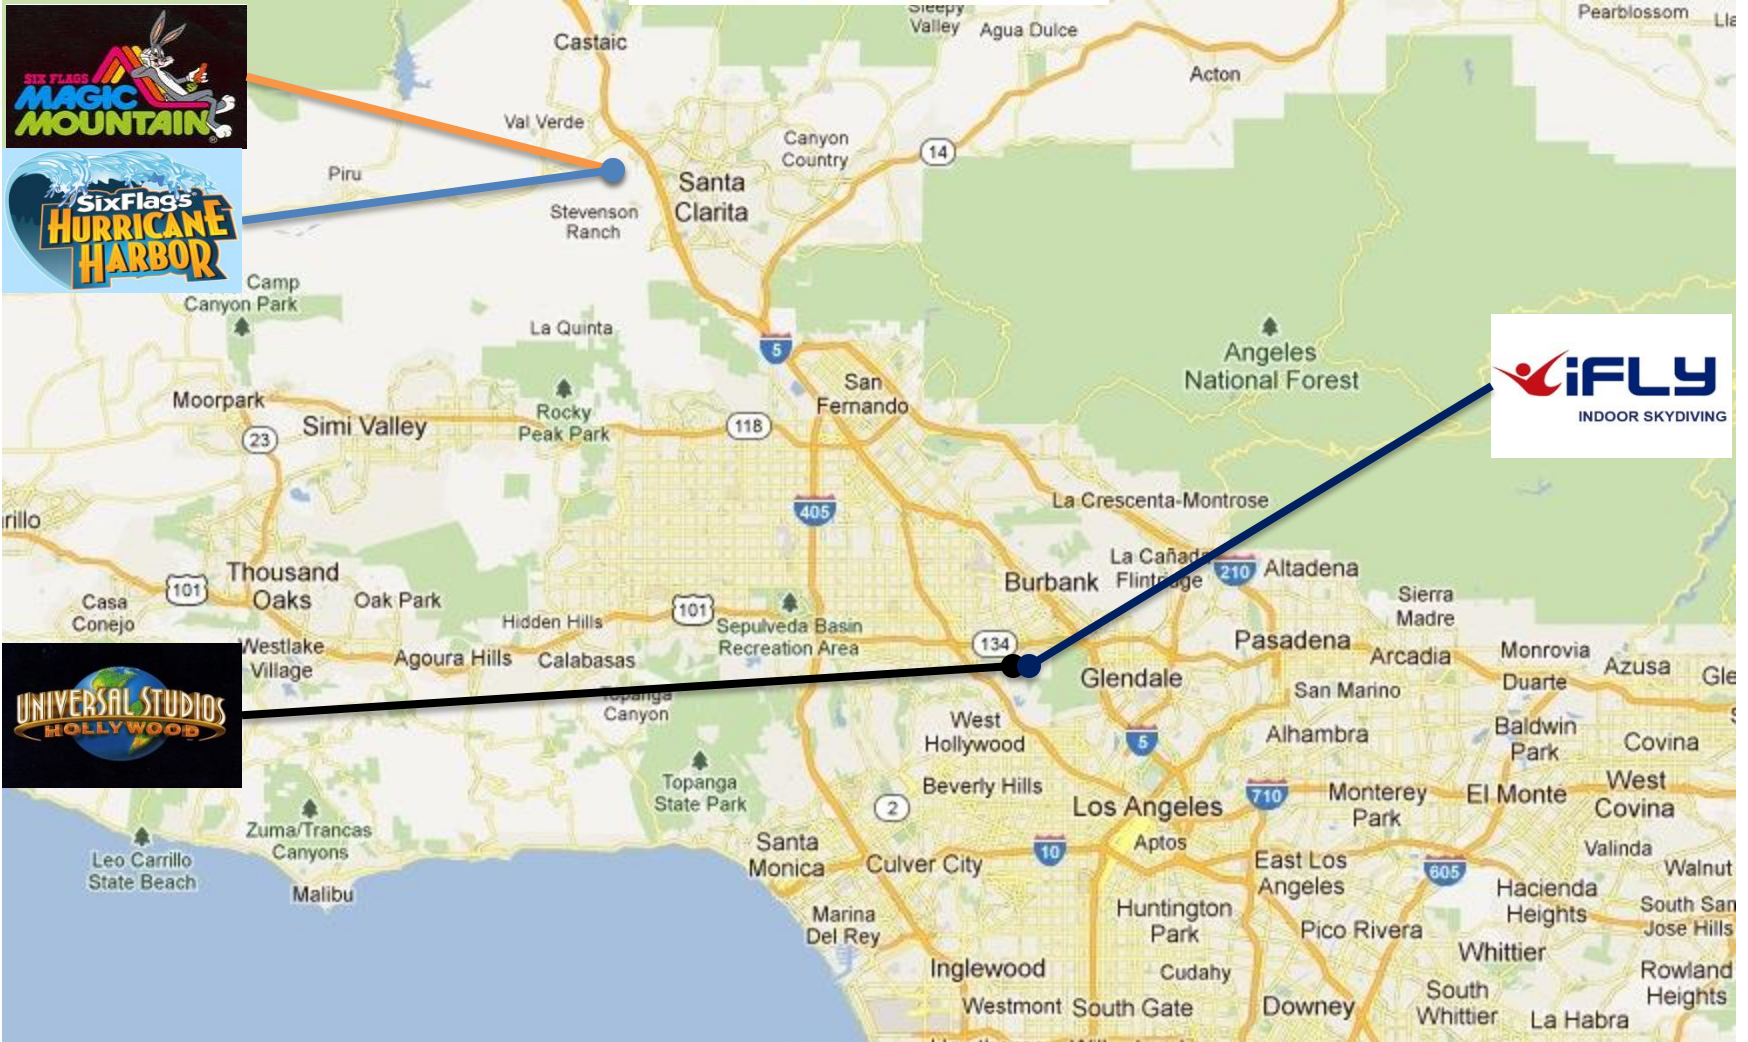 SIX FLAGS
MAGIC
MOUNTAIN
SixFlags
HURRICANE
HARBOR
Castaic
Sleepy
Valley
Agua Dulce
Pearblossom
Acton
Val Verde
Canyon
Country
14
Piru
Santa
Clarita
Stevenson
Ranch
Camp
Canyon Park
La Quinta
5
Angeles
National Forest
iFLY
INDOOR SKYDIVING
San
Fernando
Moorpark
Simi Valley
23
Rocky
Peak Park
118
405
La Crescenta-Montrose
rillo
La Cañada
Flintridge
210
Altadena
Burbank
Thousand
Oaks
101
Oak Park
Casa
Conejo
Hidden Hills
101
Sepulveda Basin
Recreation Area
Sierra
Madre
134
Pasadena
Westlake
Village
Agoura Hills
Calabasas
Arcadia
Monrovia
Azusa
Duarte
Glendale
Gle
San Marino
UNIVERSAL STUDIOS
HOLLYWOOD
Topanga
Canyon
West
Hollywood
5
Alhambra
Baldwin
Park
Covina
Topanga
State Park
Beverly Hills
2
Los Angeles
710
Monterey
Park
El Monte
West
Covina
Zuma/Trancas
Canyons
Leo Carrillo
State Beach
Malibu
Santa
Monica
Culver City
10
Aptos
East Los
Angeles
605
Valinda
Walnut
Hacienda
Heights
South San
Jose Hills
Marina
Del Rey
Huntington
Park
Pico Rivera
Whittier
Inglewood
Cudahy
Rowland
Heights
Westmont
South Gate
Downey
South
Whittier
La Habra